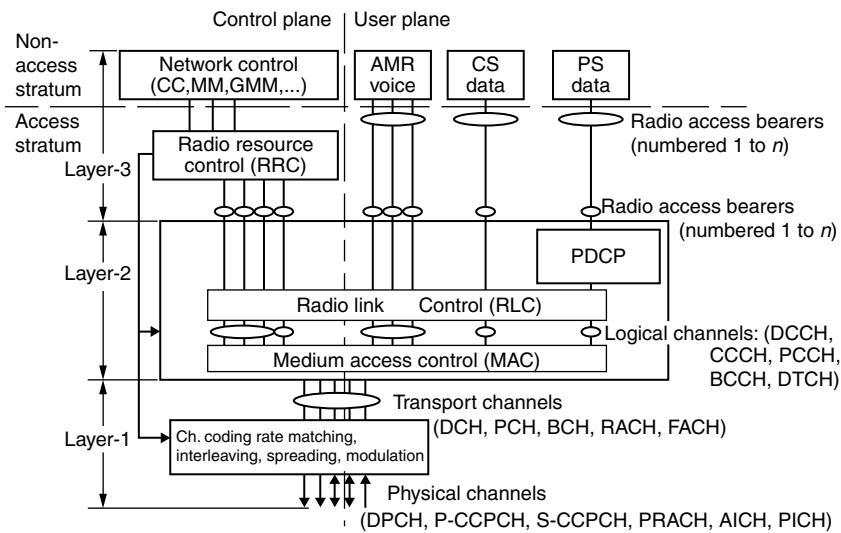 Control plane
User plane
Non-
access
stratum
Network control
(CC,MM,GMM,...)
AMR
voice
CS
data
PS
data
Access
stratum
Radio access bearers
(numbered 1 to n)
Radio resource
control (RRC)
Layer-3
Radio access bearers
(numbered 1 to n)
PDCP
Layer-2
Radio link Control (RLC)
Logical channels: (DCCH,
CCCH, PCCH,
BCCH, DTCH)
Medium access control (MAC)
Transport channels
(DCH, PCH, BCH, RACH, FACH)
Layer-1
Ch. coding rate matching,
interleaving, spreading, modulation
Physical channels
(DPCH, P-CCPCH, S-CCPCH, PRACH, AICH, PICH)